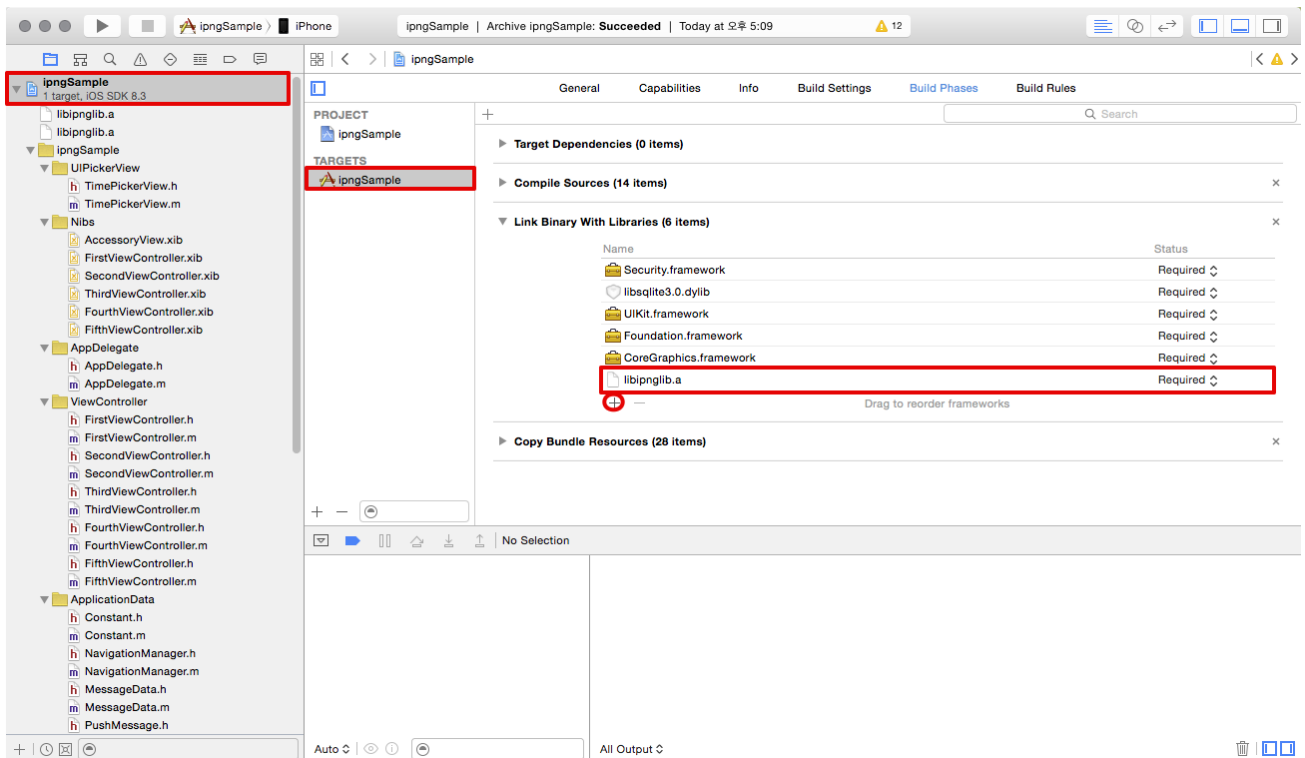 ipngSample 〉 iPhone
ipngSample | Archive ipngSample: Succeeded | Today at 오후 5:09
12
ipngSample
1 target, iOS SDK 8.3
libipnglib.a
libipnglib.a
ipngSample
UIPickerView
TimePickerView.h
TimePickerView.m
Nibs
AccessoryView.xib
FirstViewController.xib
SecondViewController.xib
ThirdViewController.xib
FourthViewController.xib
FifthViewController.xib
AppDelegate
AppDelegate.h
AppDelegate.m
ViewController
FirstViewController.h
FirstViewController.m
SecondViewController.h
SecondViewController.m
ThirdViewController.h
ThirdViewController.m
FourthViewController.h
FourthViewController.m
FifthViewController.h
FifthViewController.m
ApplicationData
Constant.h
Constant.m
NavigationManager.h
NavigationManager.m
MessageData.h
MessageData.m
PushMessage.h
ipngSample
General Capabilities Info Build Settings Build Phases Build Rules
PROJECT
ipngSample
TARGETS
ipngSample
Search
Target Dependencies (0 items)
Compile Sources (14 items)
Link Binary With Libraries (6 items)
Name Status
Security.framework Required
libsqlite3.0.dylib Required
UIKit.framework Required
Foundation.framework Required
CoreGraphics.framework Required
libipnglib.a Required
Drag to reorder frameworks
Copy Bundle Resources (28 items)
No Selection
Auto
All Output